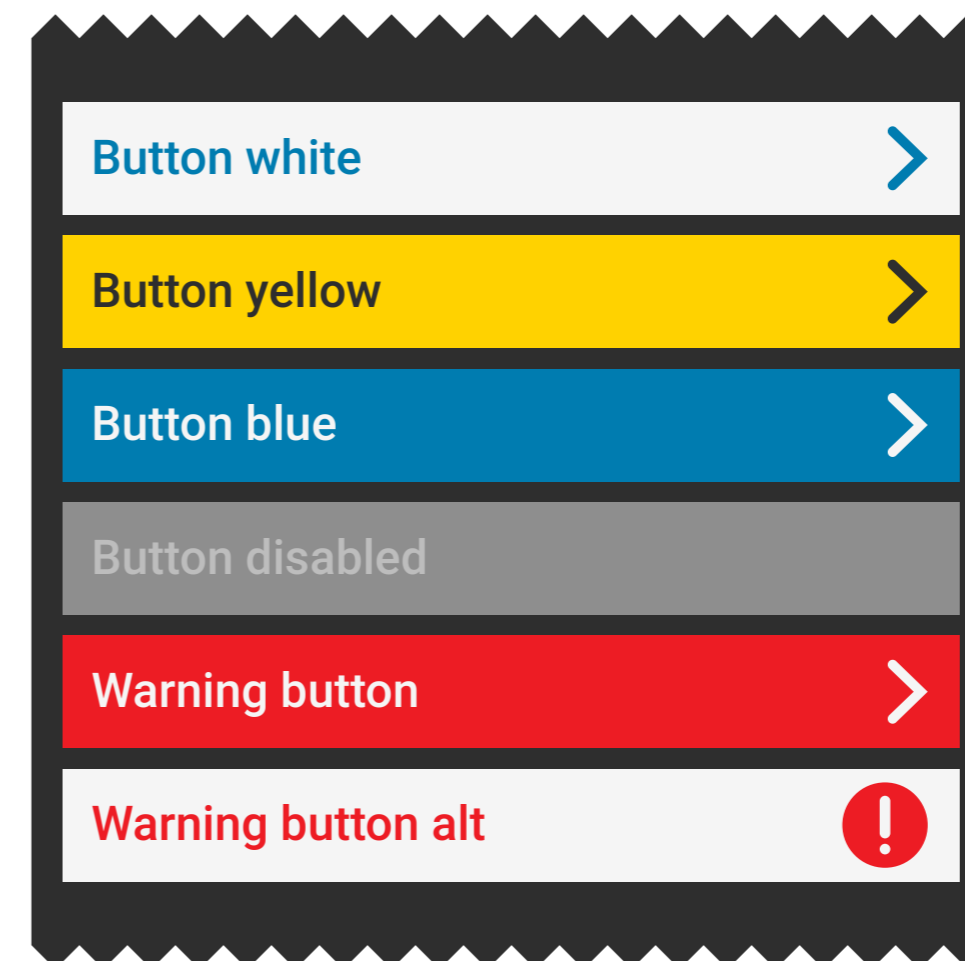 Button white
Button yellow
Button blue
Button disabled
Warning button
Warning button alt